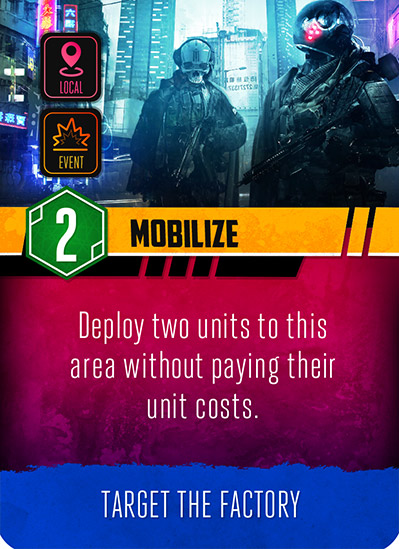 LOCAL
EVENT
2
MOBILIZE
Deploy two units to this
area without paying their
unit costs.
TARGET THE FACTORY